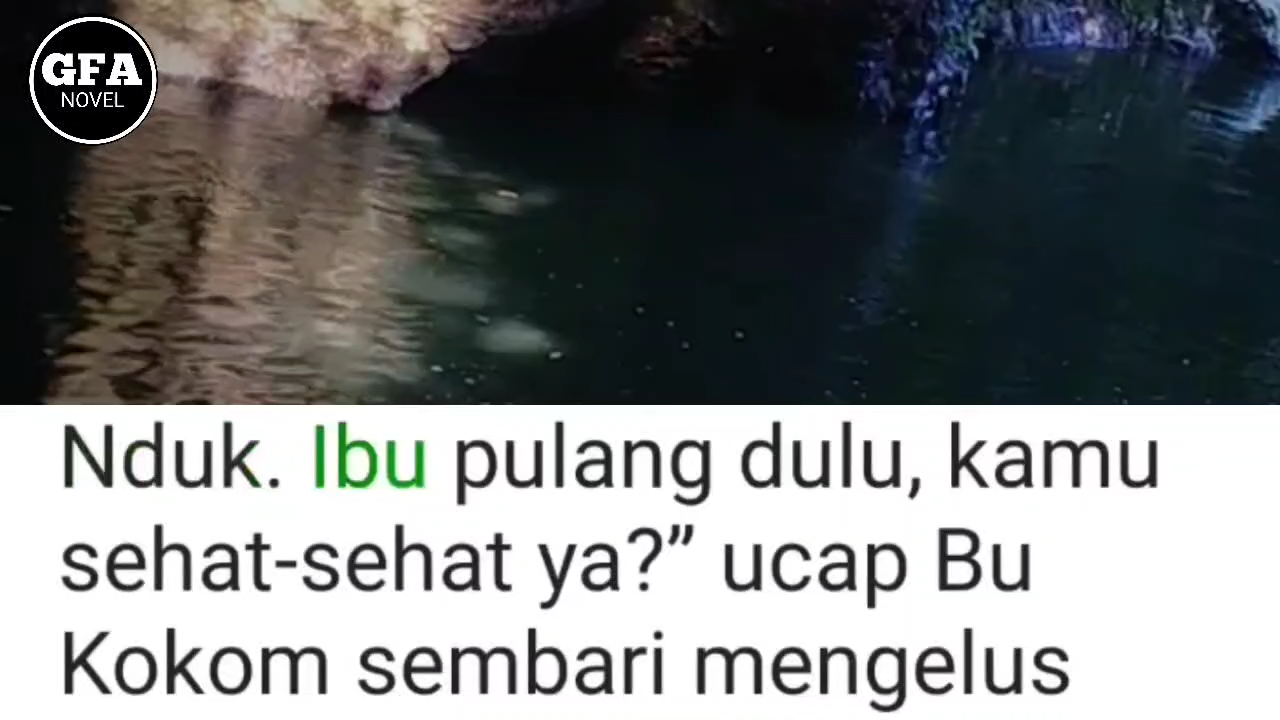 GFA
NOVEL
Nduk. Ibu pulang dulu, kamu
sehat-sehat ya?” ucap Bu
Kokom sembari mengelus